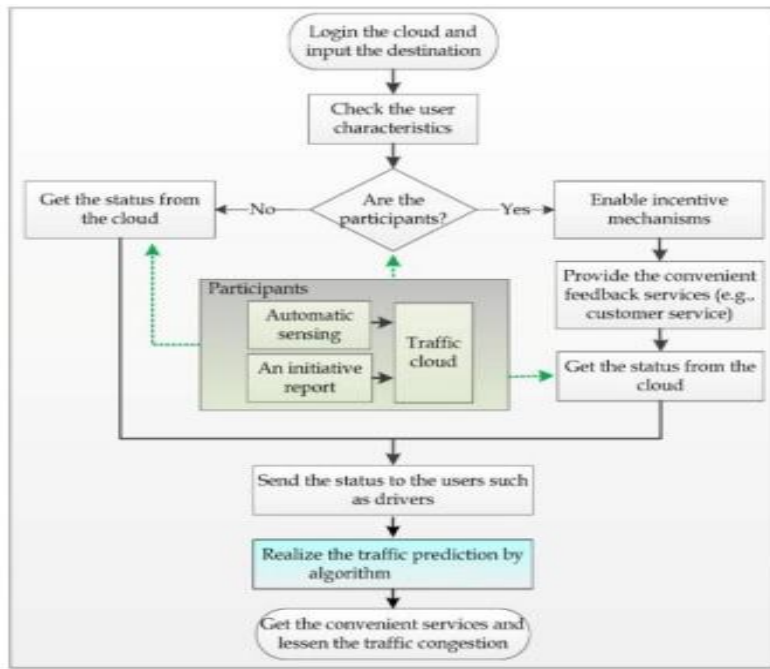 Login the cloud and
input the destination
Check the user
characteristics
Are the
participants?
No
Yes
Get the status from
the cloud
Enable incentive
mechanisms
Provide the convenient
feedback services (e.g.,
customer service)
Get the status from the
cloud
Participants
Automatic
sensing
An initiative
report
Traffic
cloud
Send the status to the users such
as drivers
Realize the traffic prediction by
algorithm
Get the convenient services and
lessen the traffic congestion